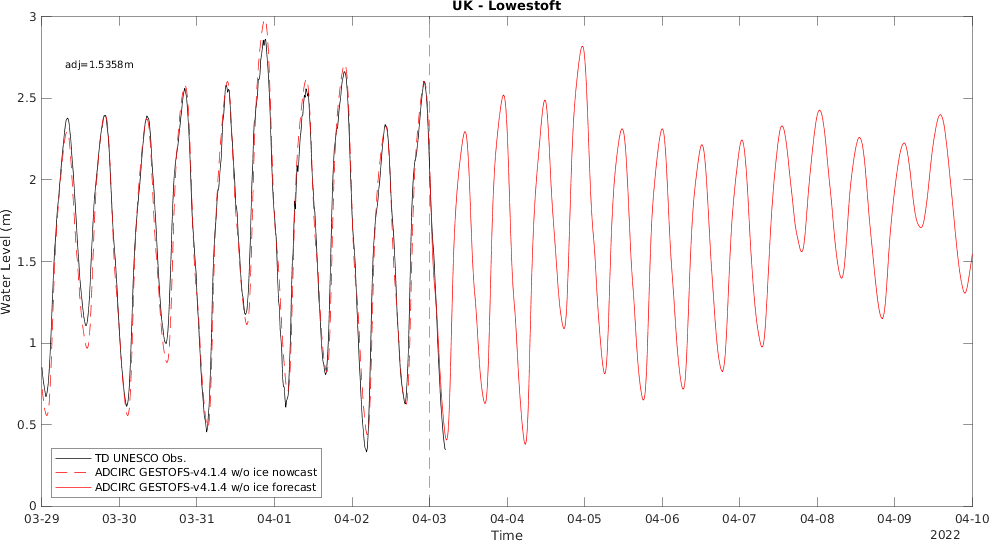 UK - Lowestoft
3
adj=1.5358m
2.5
2
Water Level (m)
1.5
1
0.5
TD UNESCO Obs.
ADCIRC GESTOFS-v4.1.4 w/o ice nowcast
ADCIRC GESTOFS-v4.1.4 w/o ice forecast
0
03-29 03-30 03-31 04-01 04-02 04-03 04-04 04-05 04-06 04-07 04-08 04-09 04-10
Time
2022